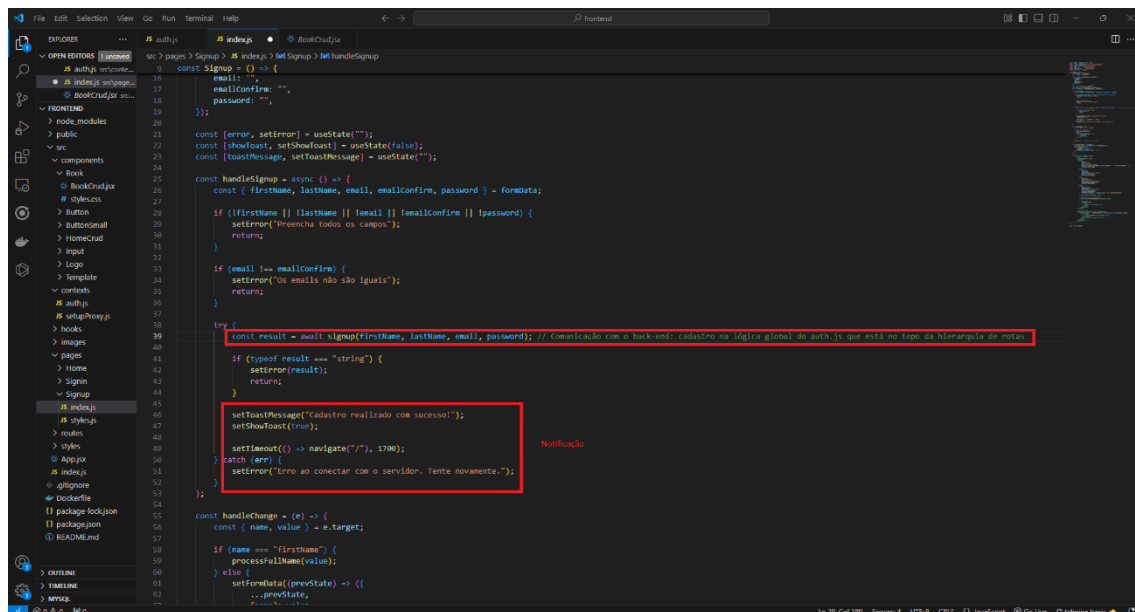 File Edit Selection View Go Run Terminal Help
frontend
EXPLORER
JS auth.js
JS index.js
BookCrud.jsx
OPEN EDITORS 1 unsaved
JS auth.js src\conte...
JS index.js src\page...
BookCrud.jsx src...
FRONTEND
node_modules
public
src
components
Book
BookCrud.jsx
# styles.css
Button
ButtonSmall
HomeCrud
Input
Logo
Template
contexts
JS auth.js
JS setupProxy.js
hooks
images
pages
Home
Signin
Signup
JS index.js
JS styles.js
routes
styles
App.jsx
JS index.js
.gitignore
Dockerfile
{} package-lock.json
{} package.json
README.md
OUTLINE
TIMELINE
MYSQL
src > pages > Signup > JS index.js > Signup > handleSignup
9 const Signup = () => {
16 email: "",
17 emailConfirm: "",
18 password: "",
19 });
20
21 const [error, setError] = useState("");
22 const [showToast, setShowToast] = useState(false);
23 const [toastMessage, setToastMessage] = useState("");
24
25 const handleSignup = async () => {
26 const { firstName, lastName, email, emailConfirm, password } = formData;
27
28 if (!firstName || !lastName || !email || !emailConfirm || !password) {
29 setError("Preencha todos os campos");
30 return;
31 }
32
33 if (email !== emailConfirm) {
34 setError("Os emails não são iguais");
35 return;
36 }
37
38 try {
39 const result = await signup(firstName, lastName, email, password); // Comunicação com o back-end: cadastro na lógica global do auth.js que está no topo da hierarquia de rotas
40
41 if (typeof result === "string") {
42 setError(result);
43 return;
44 }
45
46 setToastMessage("Cadastro realizado com sucesso!");
47 setShowToast(true);
48
49 setTimeout(() => navigate("/"), 1700);
50 } catch (err) {
51 setError("Erro ao conectar com o servidor. Tente novamente.");
52 }
53 };
54
55 const handleChange = (e) => {
56 const { name, value } = e.target;
57
58 if (name === "firstName") {
59 processFullName(value);
60 } else {
61 setFormData((prevState) => ({
62 ...prevState,
Notificação